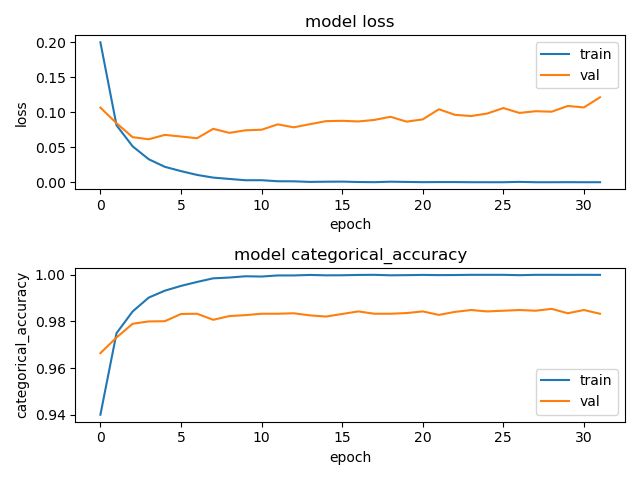 model loss
0.20
0.15
0.10
0.05
0.00
loss
train
val
0 5 10 15 20 25 30
epoch
model categorical_accuracy
1.00
0.98
0.96
0.94
categorical_accuracy
train
val
0 5 10 15 20 25 30
epoch